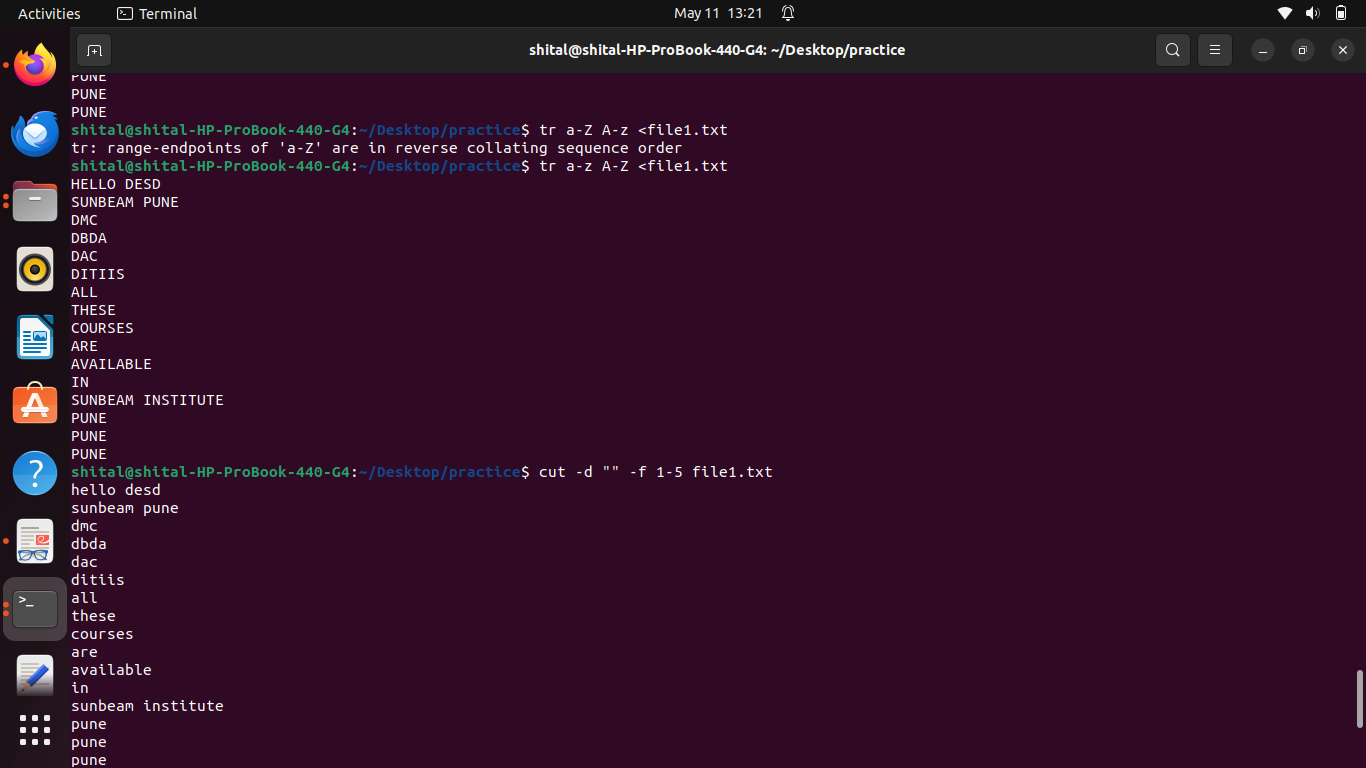 Activities
Terminal
May 11 13:21
shital@shital-HP-ProBook-440-G4: ~/Desktop/practice
PUNE
PUNE
PUNE
shital@shital-HP-ProBook-440-G4:~/Desktop/practice$ tr a-Z A-z <file1.txt
tr: range-endpoints of 'a-Z' are in reverse collating sequence order
shital@shital-HP-ProBook-440-G4:~/Desktop/practice$ tr a-z A-Z <file1.txt
HELLO DESD
SUNBEAM PUNE
DMC
DBDA
DAC
DITIIS
ALL
THESE
COURSES
ARE
AVAILABLE
IN
SUNBEAM INSTITUTE
PUNE
PUNE
PUNE
shital@shital-HP-ProBook-440-G4:~/Desktop/practice$ cut -d "" -f 1-5 file1.txt
hello desd
sunbeam pune
dmc
dbda
dac
ditiis
all
these
courses
are
available
in
sunbeam institute
pune
pune
pune